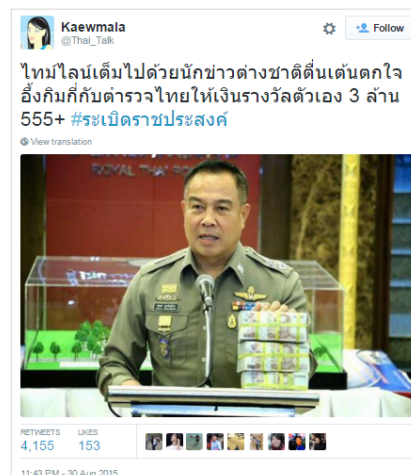 Kaewmala
@Thai_Talk
Follow
ไทม์ไลน์เต็มไปด้วยนักข่าวต่างชาติตื่นเต้นตกใจ
อึ้งกิมกี่กับตำรวจไทยให้เงินรางวัลตัวเอง 3 ล้าน
555+ #ระเบิดราชประสงค์
View translation
ROYAL THAI POLICE
RETWEETS
LIKES
4,155
153
11:43 PM - 30 Aug 2015